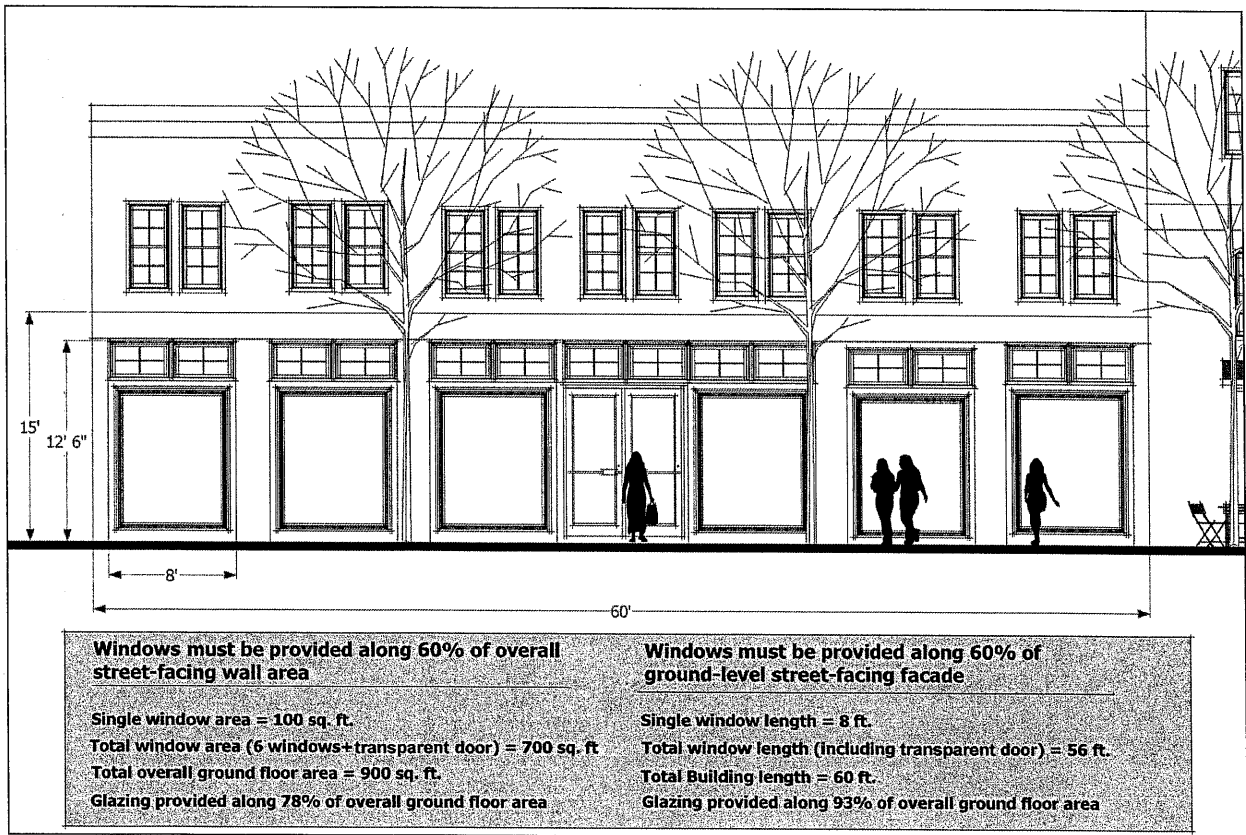 15'
12' 6"
8'
60'
Windows must be provided along 60% of overall
street-facing wall area
Single window area = 100 sq. ft.
Total window area (6 windows+transparent door) = 700 sq. ft
Total overall ground floor area = 900 sq. ft.
Glazing provided along 78% of overall ground floor area
Windows must be provided along 60% of
ground-level street-facing facade
Single window length = 8 ft.
Total window length (including transparent door) = 56 ft.
Total Building length = 60 ft.
Glazing provided along 93% of overall ground floor area